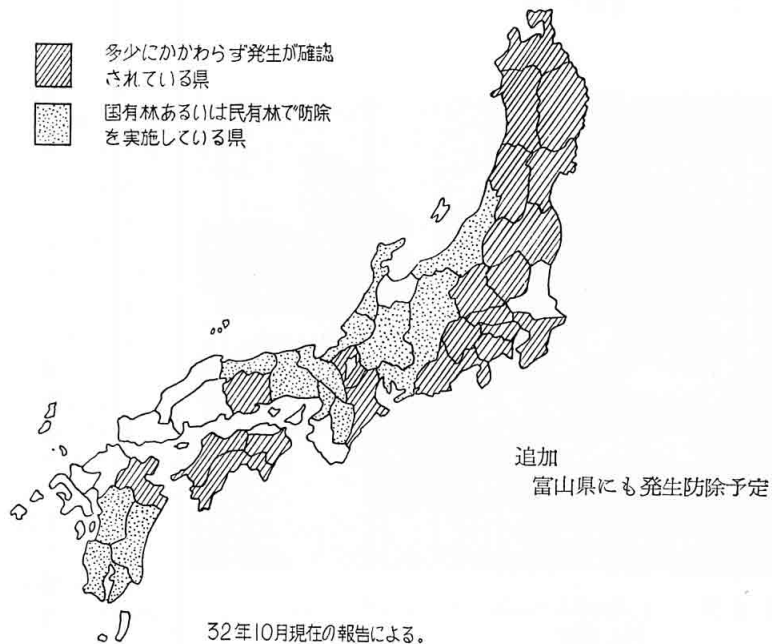 多少にかかわらず発生が確認
されている県
国有林あるいは民有林で防除
を実施している県
追加
富山県にも発生防除予定
32年10月現在の報告による。